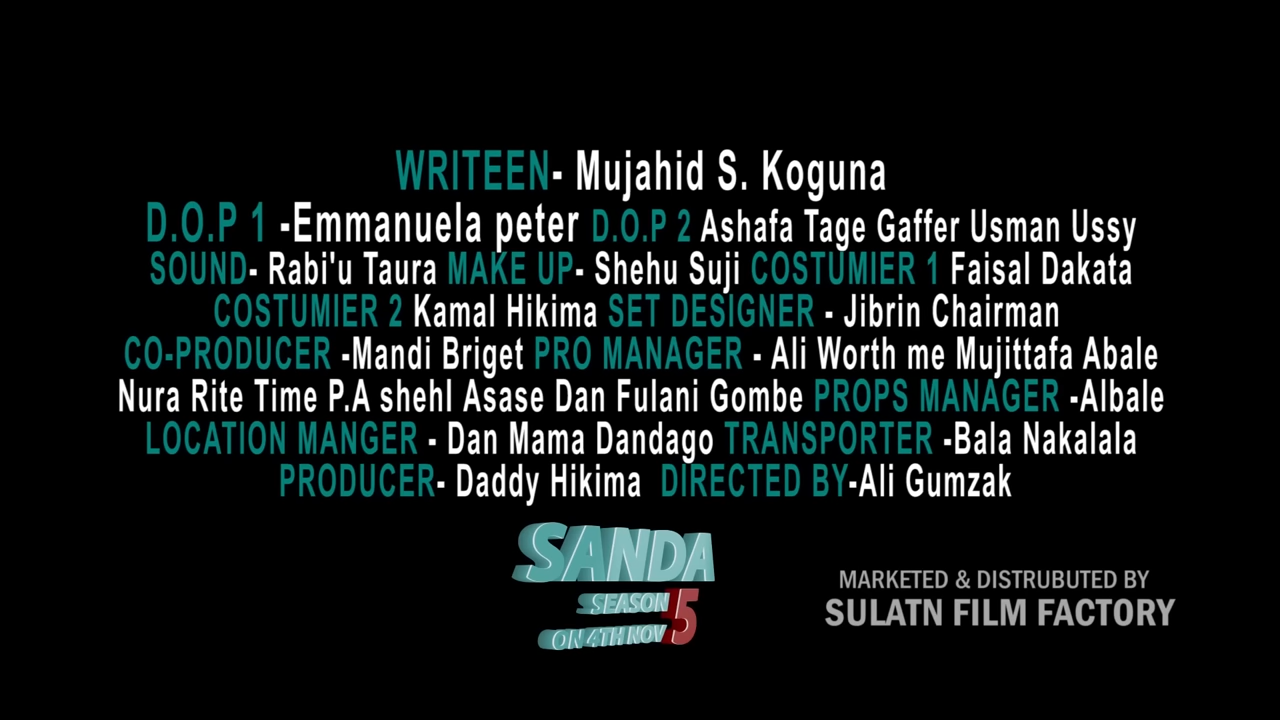 WRITEEN- Mujahid S. Koguna
D.O.P 1 -Emmanuela peter D.O.P 2 Ashafa Tage Gaffer Usman Ussy
SOUND- Rabi'u Taura MAKE UP- Shehu Suji COSTUMIER 1 Faisal Dakata
COSTUMIER 2 Kamal Hikima SET DESIGNER - Jibrin Chairman
CO-PRODUCER -Mandi Briget PRO MANAGER - Ali Worth me Mujittafa Abale
Nura Rite Time P.A shehl Asase Dan Fulani Gombe PROPS MANAGER -Albale
LOCATION MANGER - Dan Mama Dandago TRANSPORTER -Bala Nakalala
PRODUCER- Daddy Hikima DIRECTED BY-Ali Gumzak
SANDA
SEASON 5
ON 4TH NOV
MARKETED & DISTRUBUTED BY
SULATN FILM FACTORY